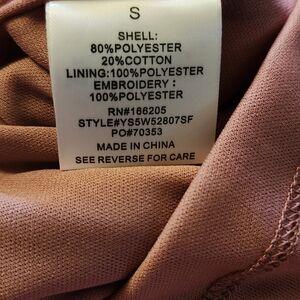 S
SHELL:
80%POLYESTER
20%COTTON
LINING:100%POLYESTER
EMBROIDERY :
100%POLYESTER
RN#166205
STYLE#YS5W52807SF
PO#70353
MADE IN CHINA
SEE REVERSE FOR CARE